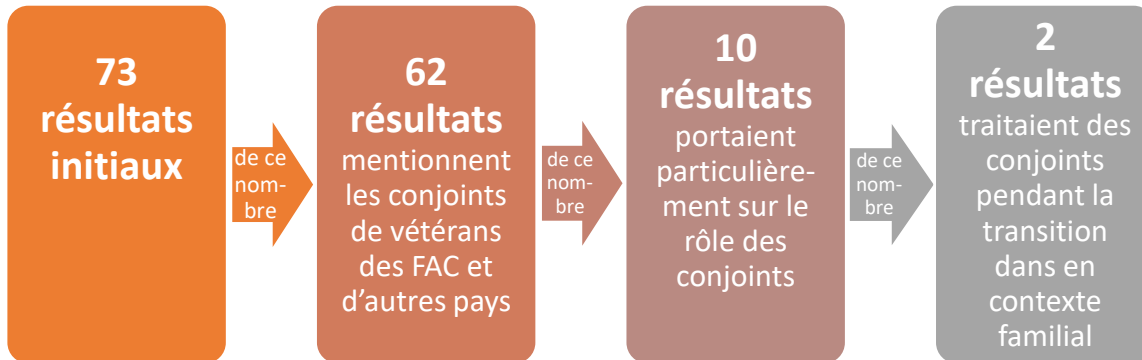 73
résultats
initiaux
de ce
nom-
bre
62
résultats
mentionnent
les conjoints
de vétérans
des FAC et
d'autres pays
de ce
nom-
bre
10
résultats
portaient
particulière-
ment sur le
rôle des
conjoints
de ce
nom-
bre
2
résultats
traitaient des
conjoints
pendant la
transition
dans en
contexte
familial